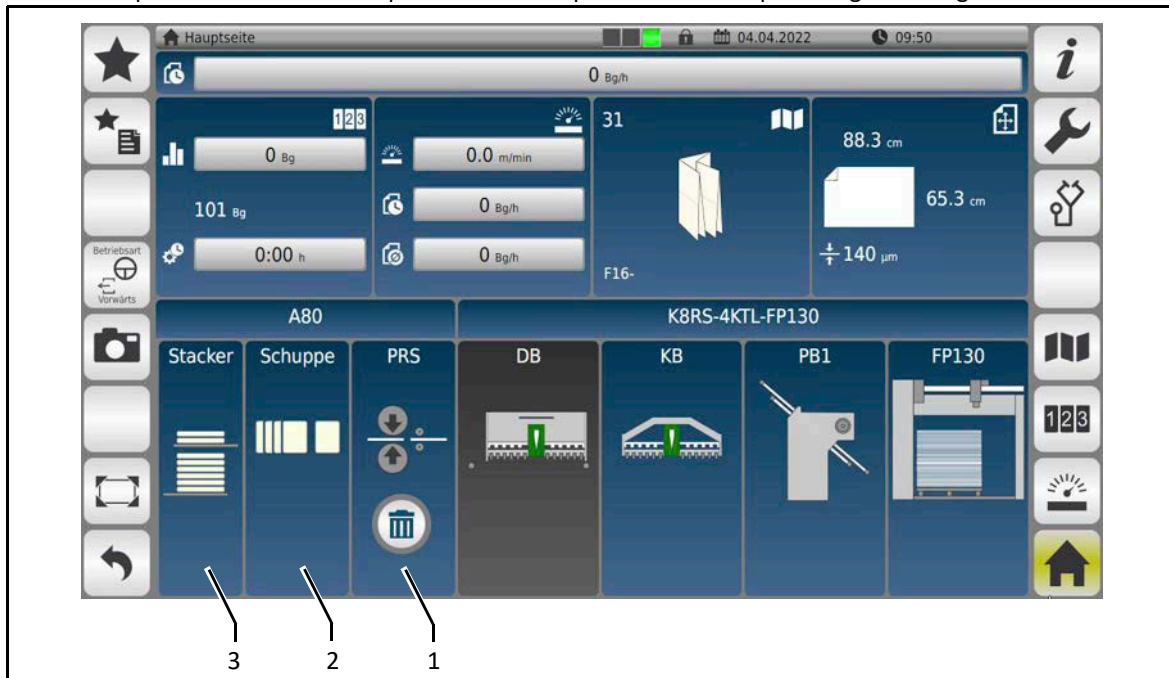 Hauptseite 04.04.2022 09:50
0 Bg/h
123
0 Bg
101 Bg
0:00 h
0.0 m/min
0 Bg/h
0 Bg/h
31
F16-
88.3 cm
65.3 cm
140 µm
Betriebsart
Vorwärts
A80 K8RS-4KTL-FP130
Stacker Schuppe PRS DB KB PB1 FP130
123
3 2 1